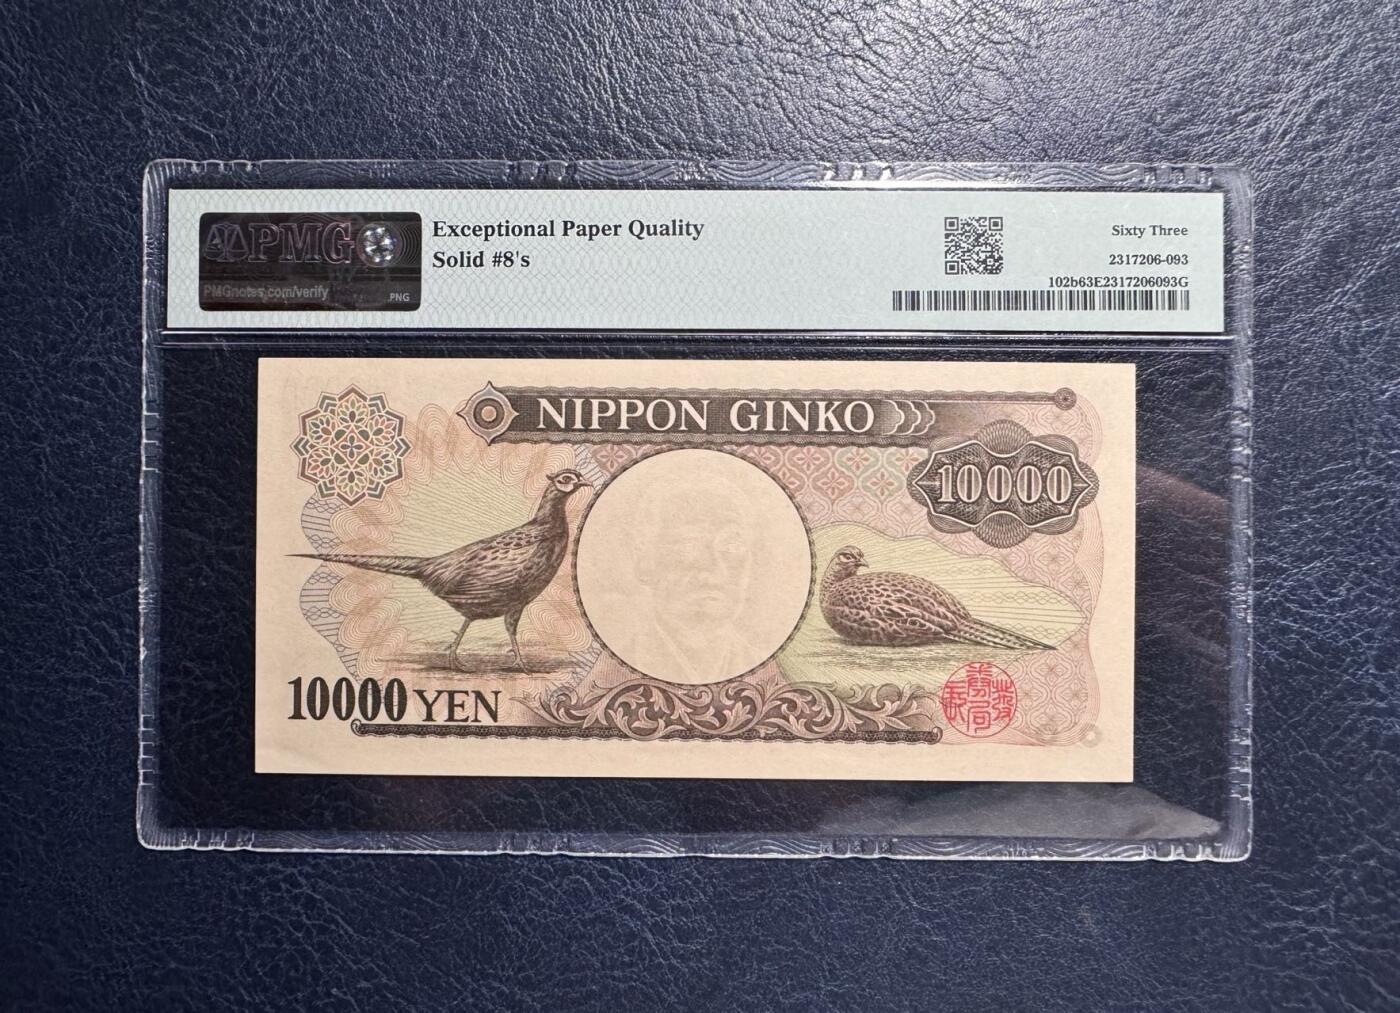 PMG
PMGnotes.com/verify
.PNG
Exceptional Paper Quality
Solid #8's
Sixty Three
2317206-093
102b63E2317206093G
NIPPON GINKO
10000
10000 YEN